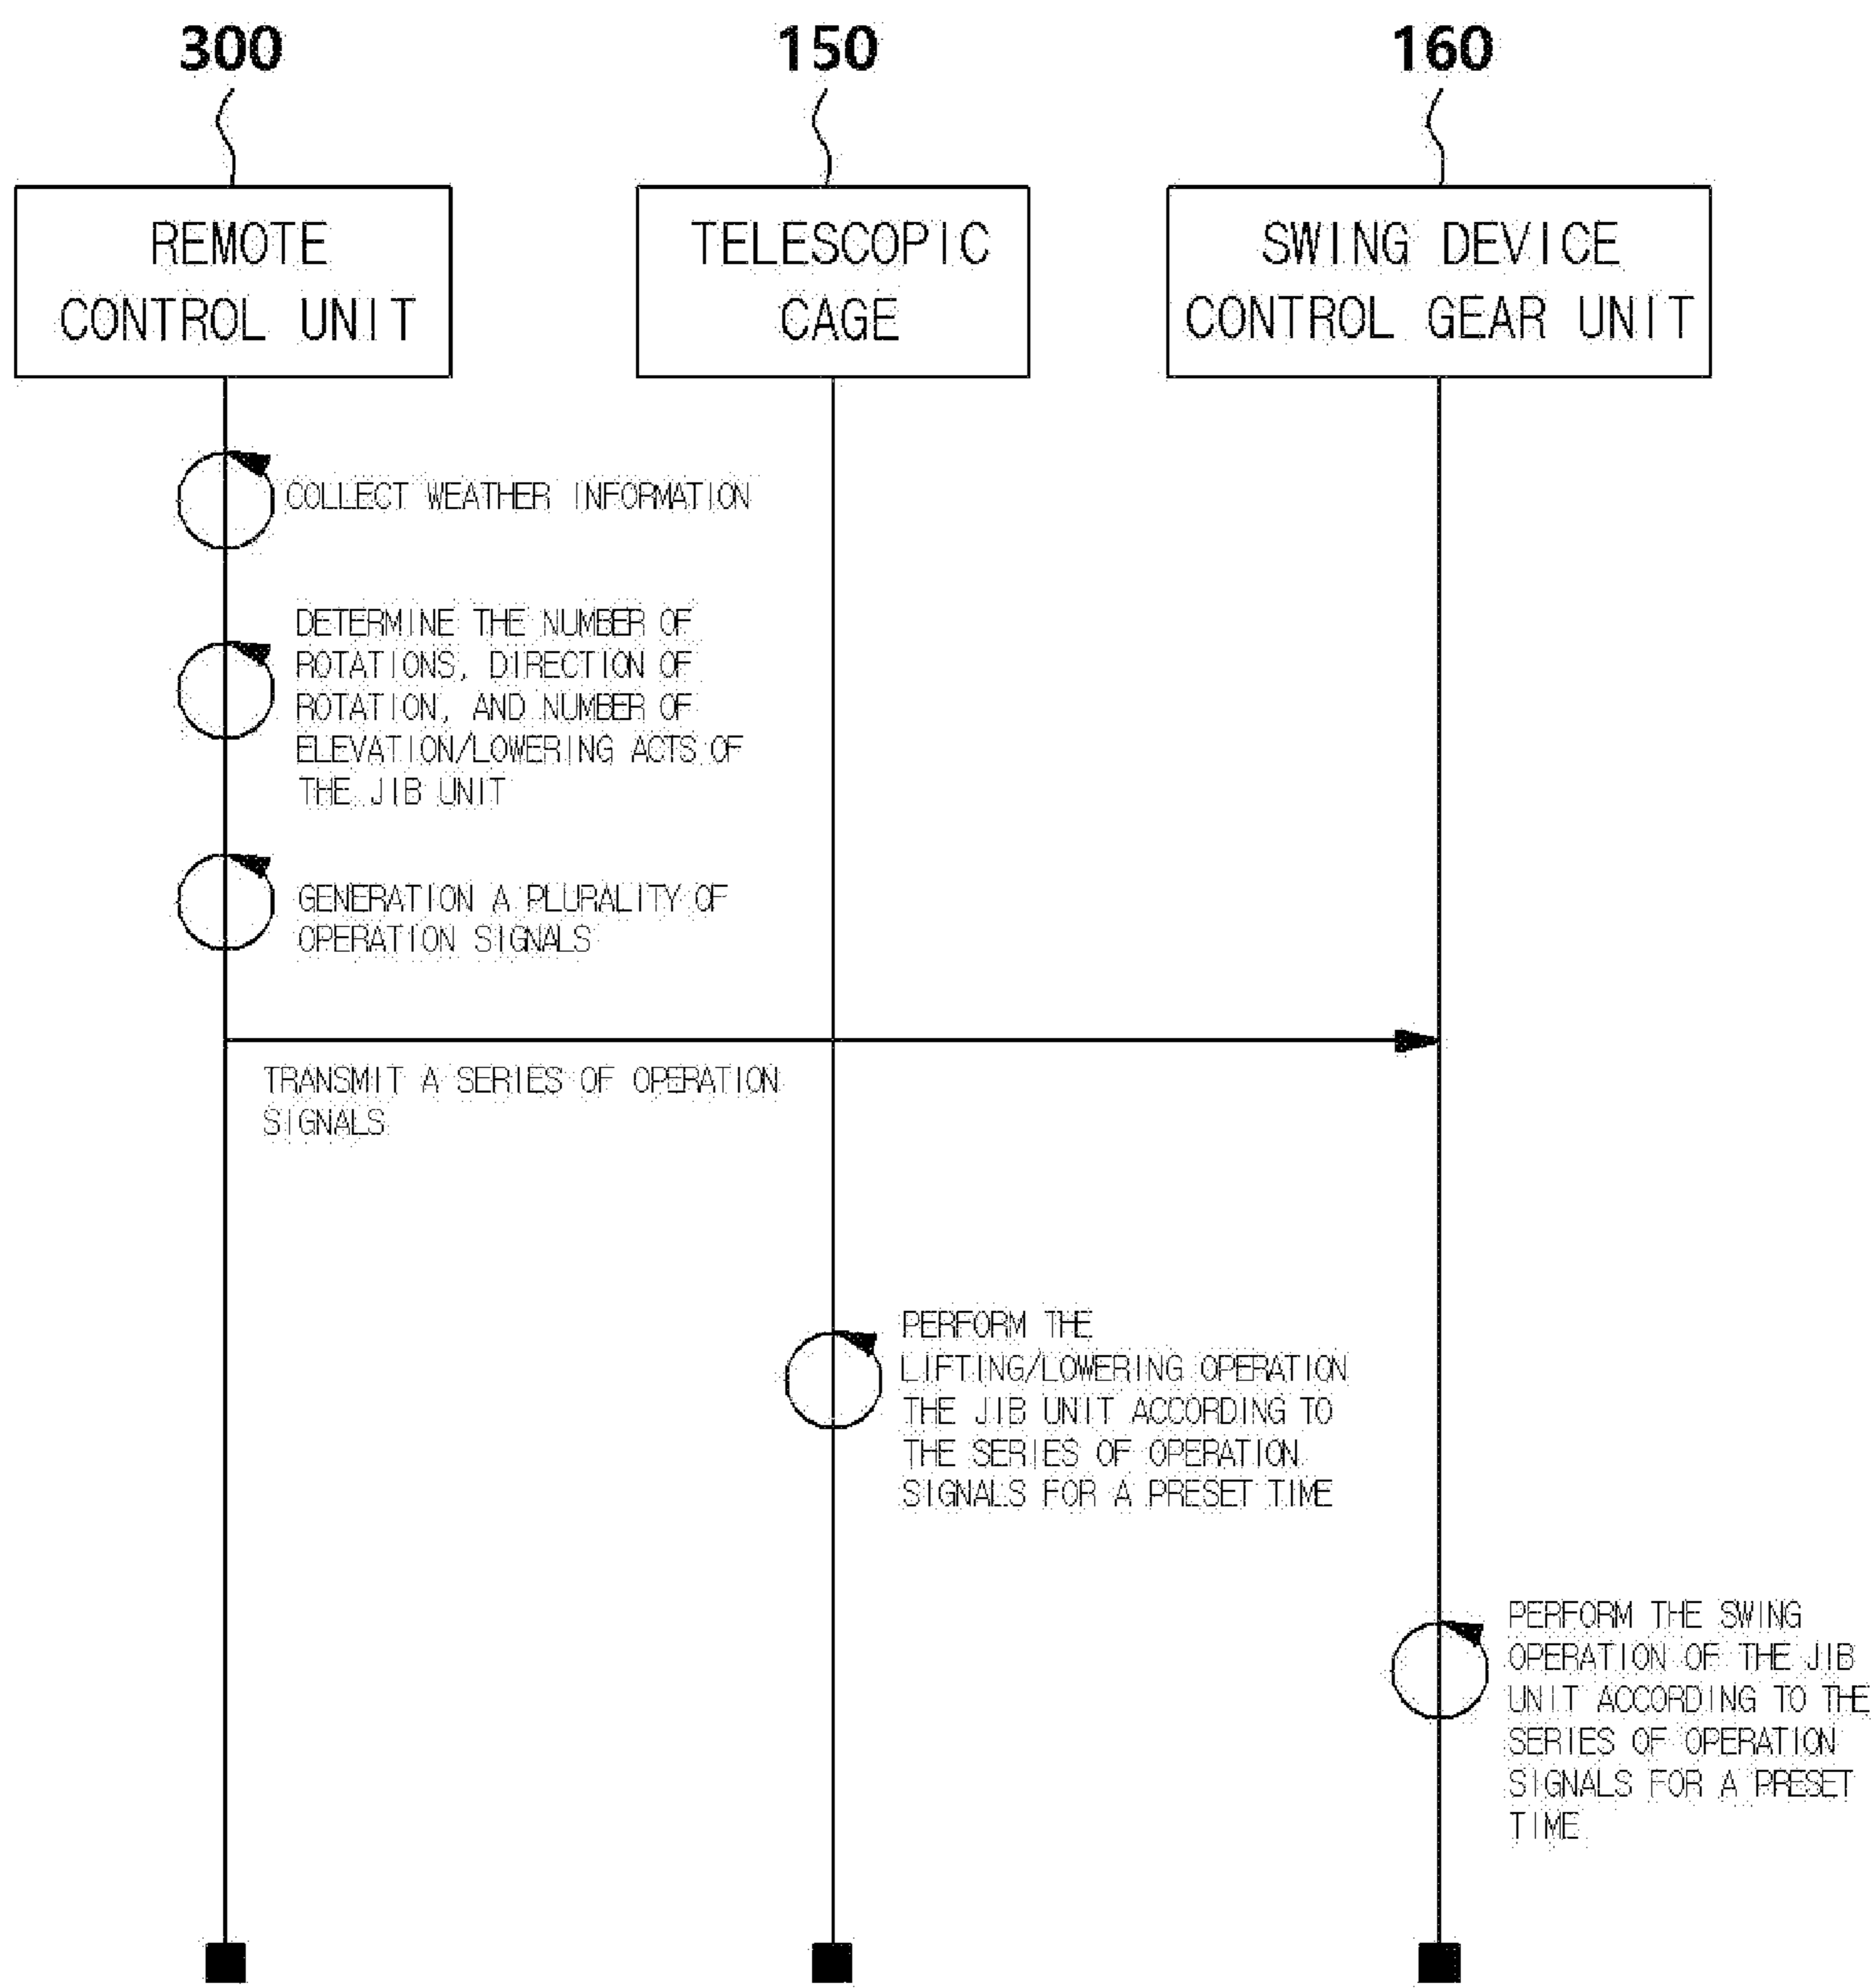 300
150
160
REMOTE
CONTROL UNIT
TELESCOPIC
CAGE
SWING DEVICE
CONTROL GEAR UNIT
COLLECT WEATHER INFORMATION
DETERMINE THE NUMBER OF
ROTATIONS, DIRECTION OF
ROTATION, AND NUMBER OF
ELEVATION/LOWERING ACTS OF
THE JIB UNIT
GENERATION A PLURALITY OF
OPERATION SIGNALS
TRANSMIT A SERIES OF OPERATION
SIGNALS
PERFORM THE
LIFTING/LOWERING OPERATION
THE JIB UNIT ACCORDING TO
THE SERIES OF OPERATION
SIGNALS FOR A PRESET TIME
PERFORM THE SWING
OPERATION OF THE JIB
UNIT ACCORDING TO THE
SERIES OF OPERATION
SIGNALS FOR A PRESET
TIME